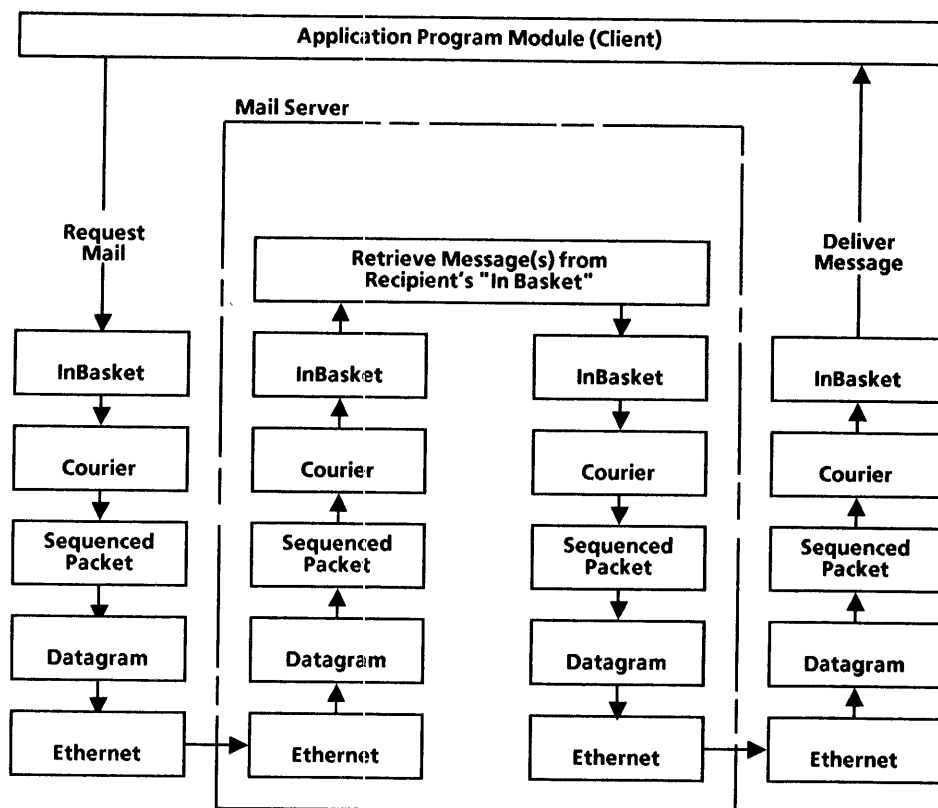 Application Program Module (Client)
Mail Server
Request
Mail
Retrieve Message(s) from
Recipient's "In Basket"
Deliver
Message
InBasket
InBasket
InBasket
InBasket
Courier
Courier
Courier
Courier
Sequenced
Packet
Sequenced
Packet
Sequenced
Packet
Sequenced
Packet
Datagram
Datagram
Datagram
Datagram
Ethernet
Ethernet
Ethernet
Ethernet